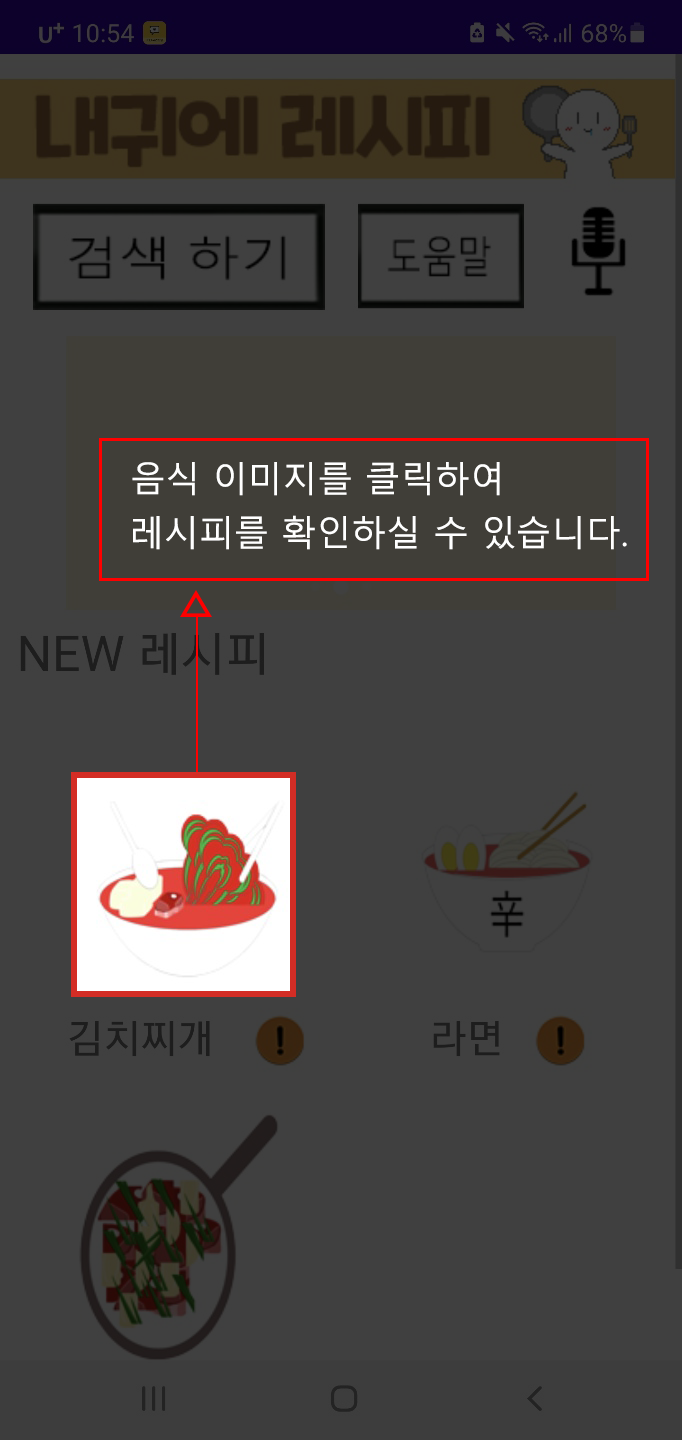 U+ 10:54 68%
내귀에 레시피
검색 하기 도움말
음식 이미지를 클릭하여
레시피를 확인하실 수 있습니다.
NEW 레시피
辛
김치찌개 ! 라면 !